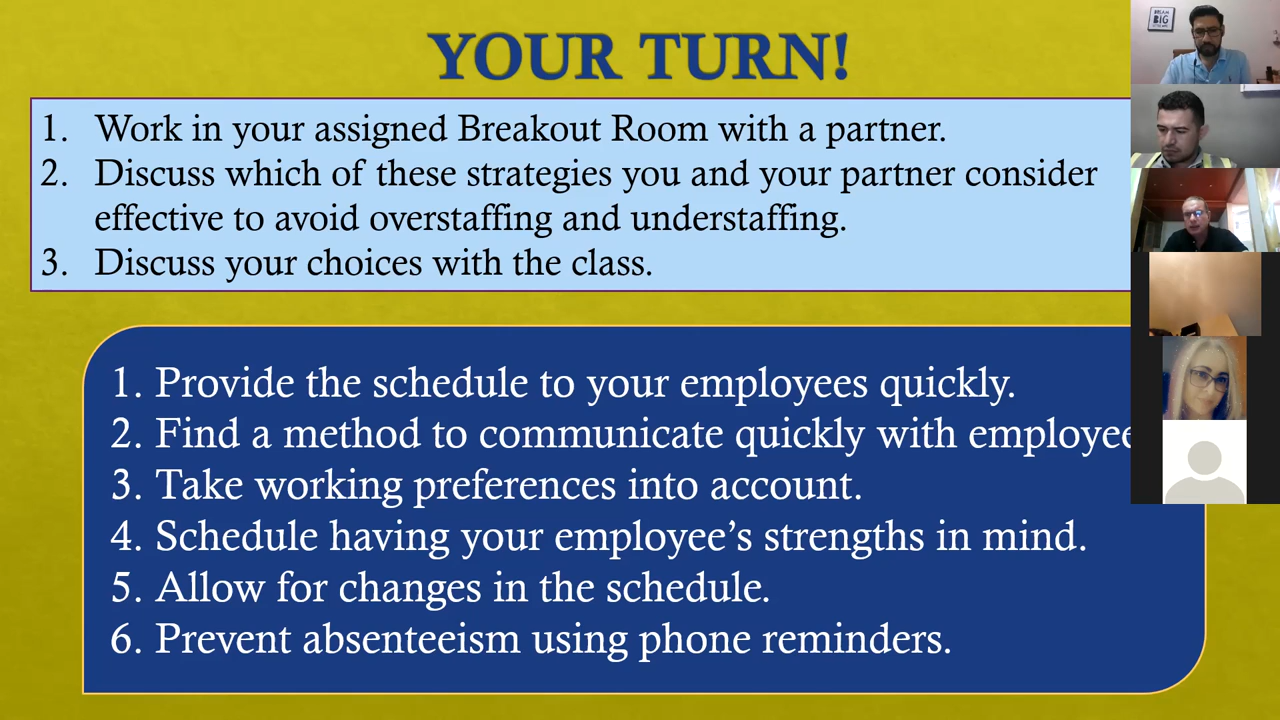 YOUR TURN!
1. Work in your assigned Breakout Room with a partner.
2. Discuss which of these strategies you and your partner consider
effective to avoid overstaffing and understaffing.
3. Discuss your choices with the class.
1. Provide the schedule to your employees quickly.
2. Find a method to communicate quickly with employee
3. Take working preferences into account.
4. Schedule having your employee’s strengths in mind.
5. Allow for changes in the schedule.
6. Prevent absenteeism using phone reminders.
DREAM
BIG